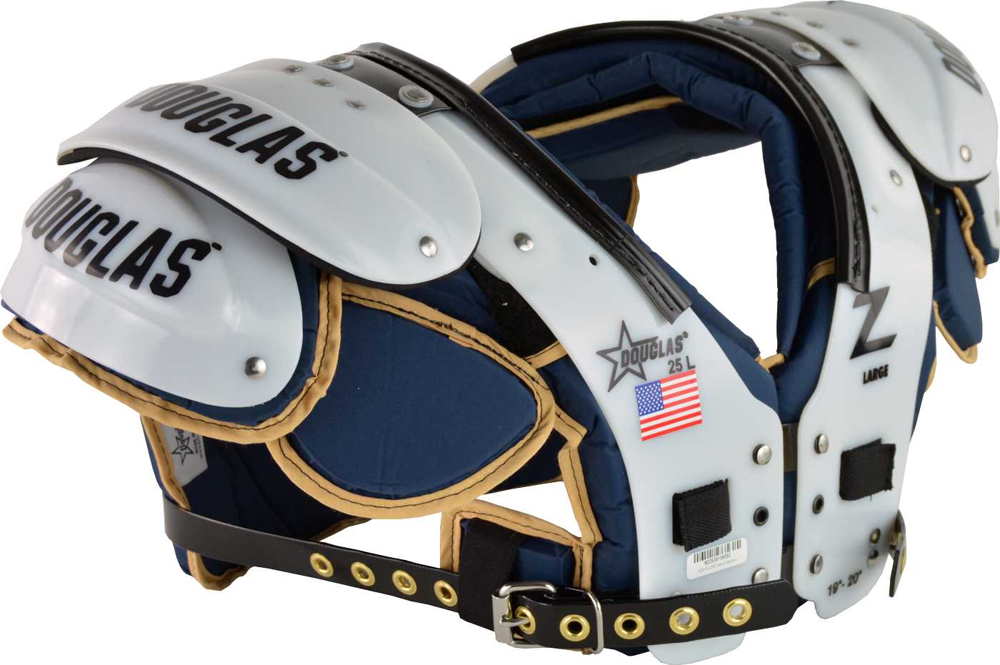 DOUGLAS
DOUGLAS
DOUGLAS
25 L
Z
LARGE
19"- 20"